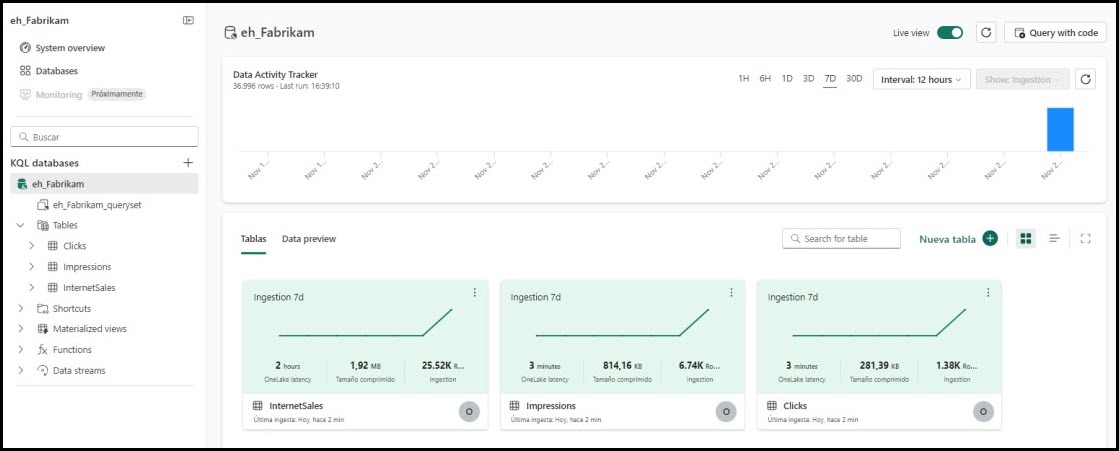 eh_Fabrikam
System overview
Databases
Monitoring Próximamente
Buscar
KQL databases
eh_Fabrikam
eh_Fabrikam_queryset
Tables
Clicks
Impressions
InternetSales
Shortcuts
Materialized views
Functions
Data streams
eh_Fabrikam
Live view
Query with code
Data Activity Tracker
36.996 rows · Last run: 16:39:10
1H 6H 1D 3D 7D 30D
Interval: 12 hours
Show: Ingestion
Nov 1... Nov 1... Nov 2... Nov 2... Nov 2... Nov 2... Nov 2... Nov 2... Nov 2... Nov 2... Nov 2... Nov 2... Nov 2... Nov 2... Nov 2...
Tablas Data preview
Search for table
Nueva tabla
Ingestion 7d
2 hours 1,92 MB 25.52K Ro...
OneLake latency Tamaño comprimido Ingestion
InternetSales
Última ingesta: Hoy, hace 2 min
O
Ingestion 7d
3 minutes 814,16 KB 6.74K Ro...
OneLake latency Tamaño comprimido Ingestion
Impressions
Última ingesta: Hoy, hace 2 min
O
Ingestion 7d
3 minutes 281,39 KB 1.38K Ro...
OneLake latency Tamaño comprimido Ingestion
Clicks
Última ingesta: Hoy, hace 2 min
O